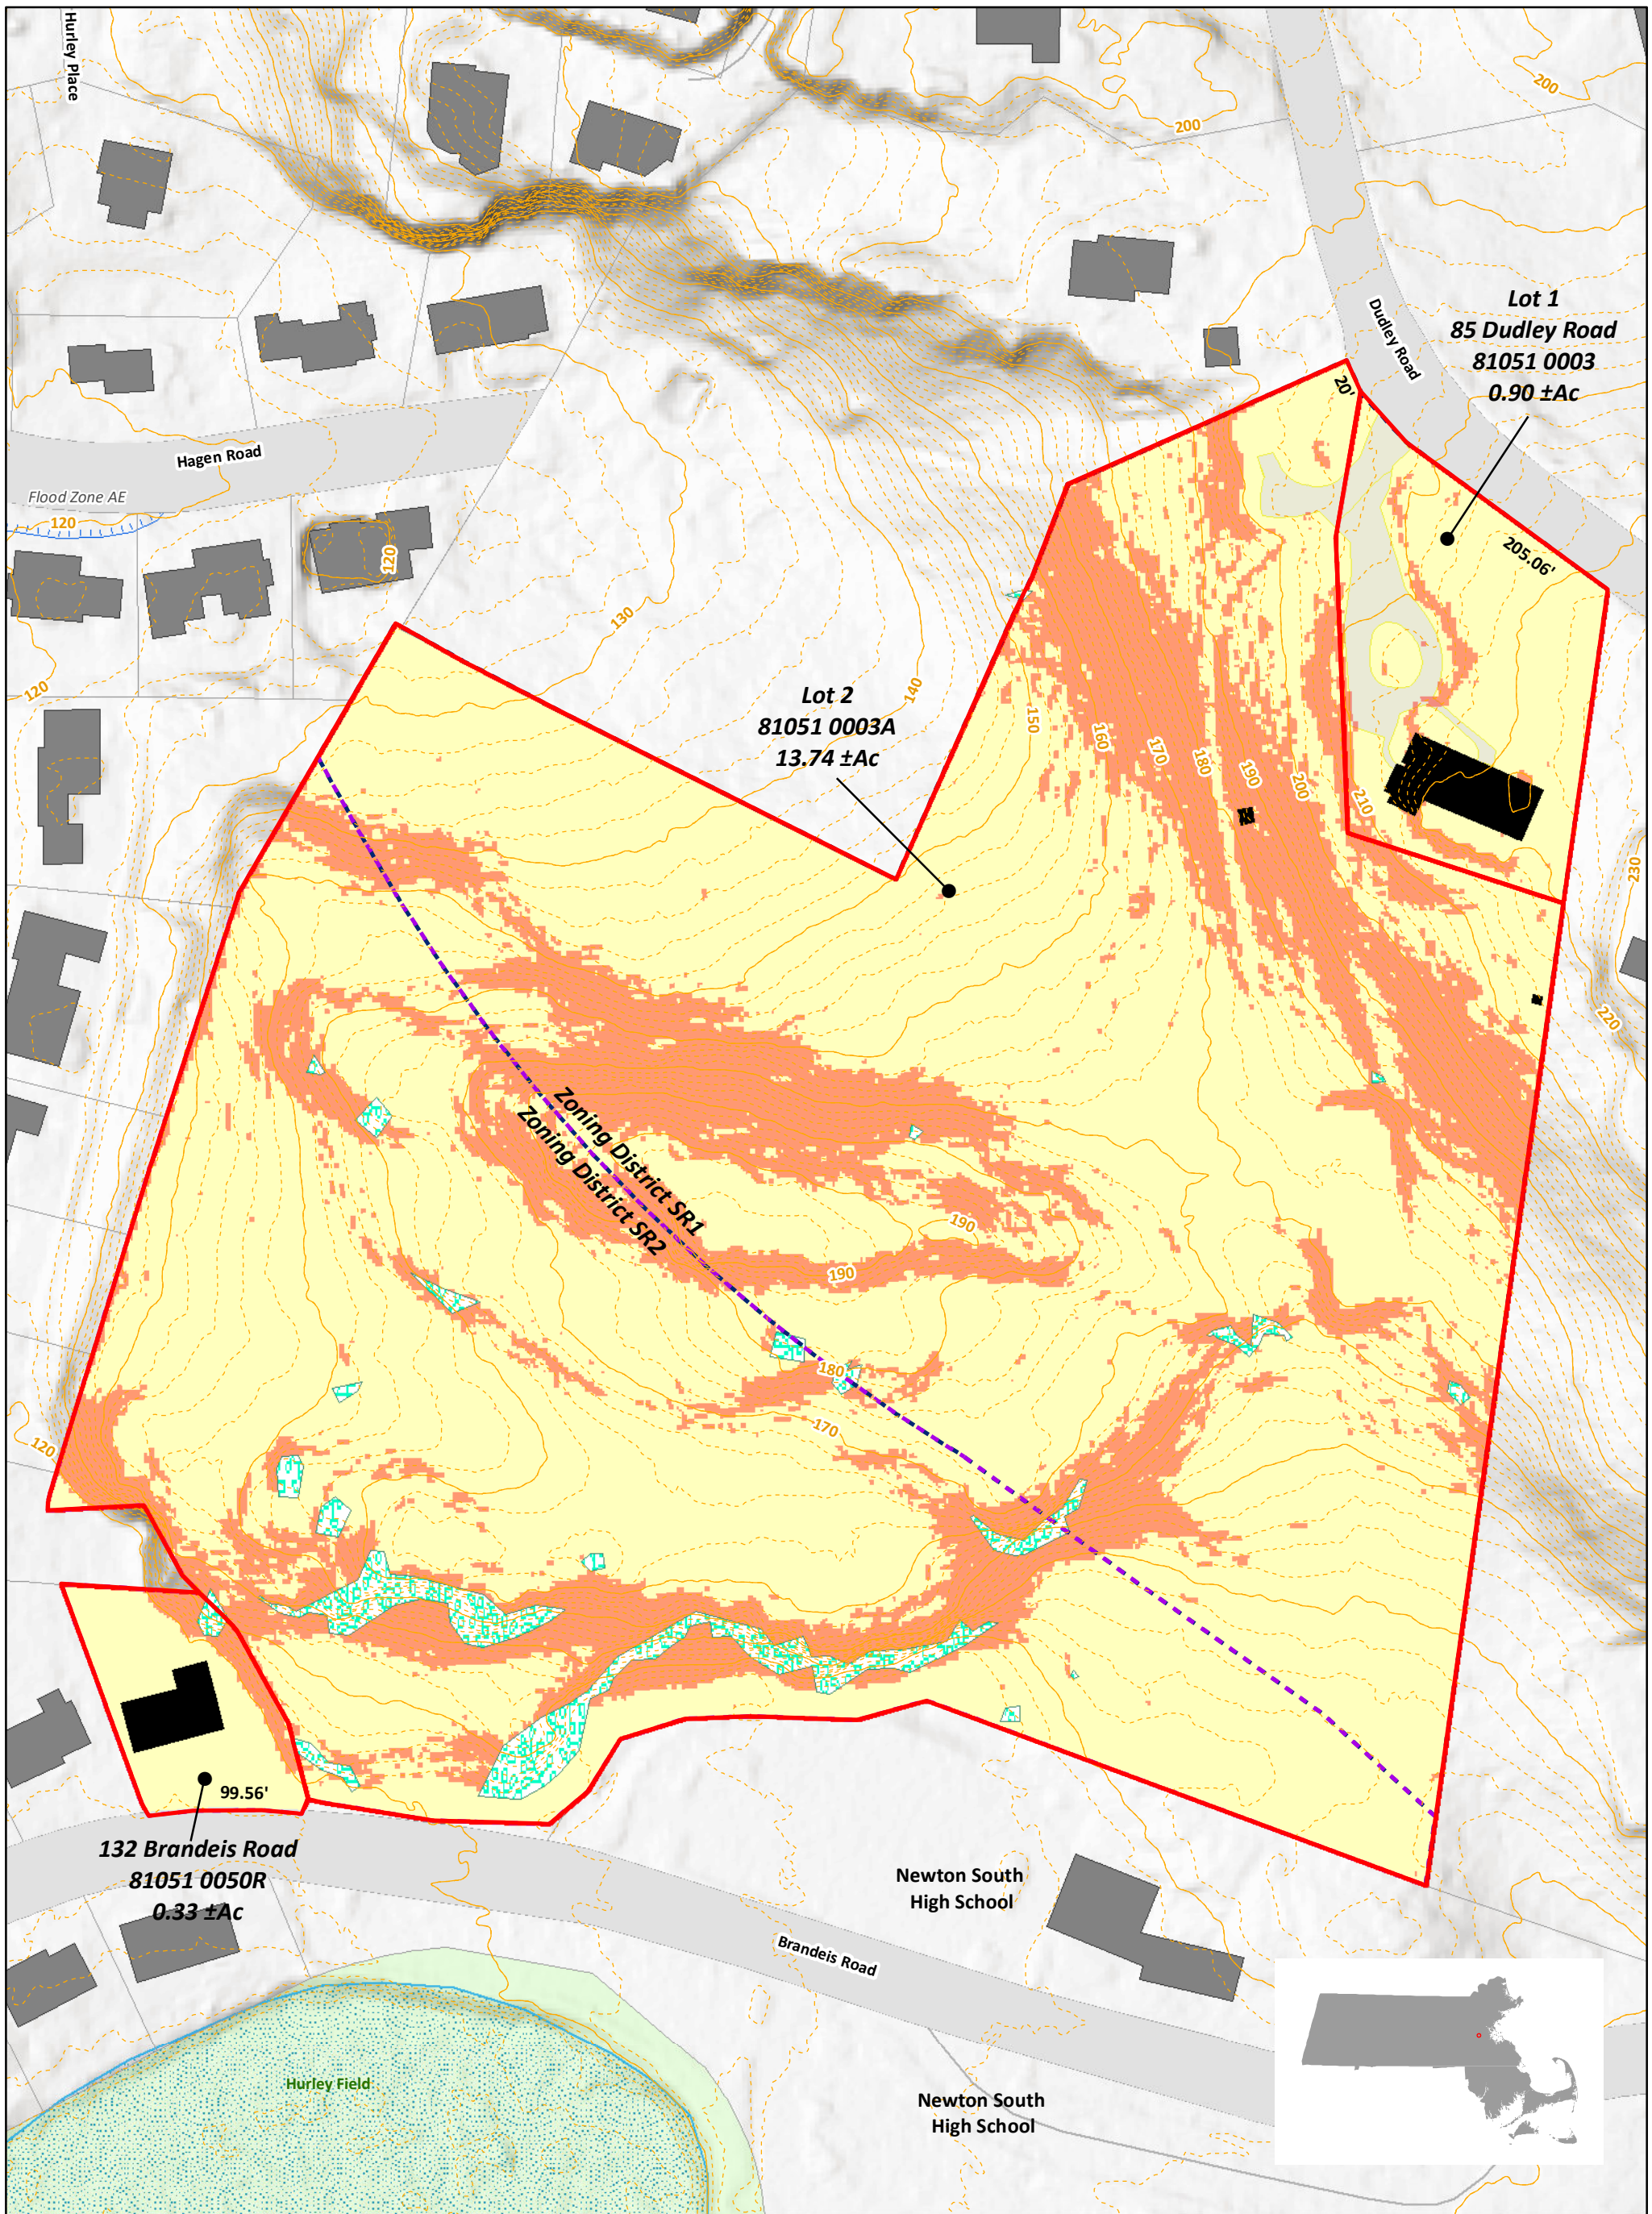 Hurley Place
200
200
Lot 1
85 Dudley Road
81051 0003
0.90 ±Ac
Dudley Road
20'
Hagen Road
Flood Zone AE
120
120
205.06'
130
120
140
Lot 2
81051 0003A
13.74 ±Ac
150
160
170
180
190
200
210
230
220
Zoning District SR1
Zoning District SR2
190
190
180
170
120
99.56'
132 Brandeis Road
81051 0050R
0.33 ±Ac
Newton South
High School
Brandeis Road
Hurley Field
Newton South
High School